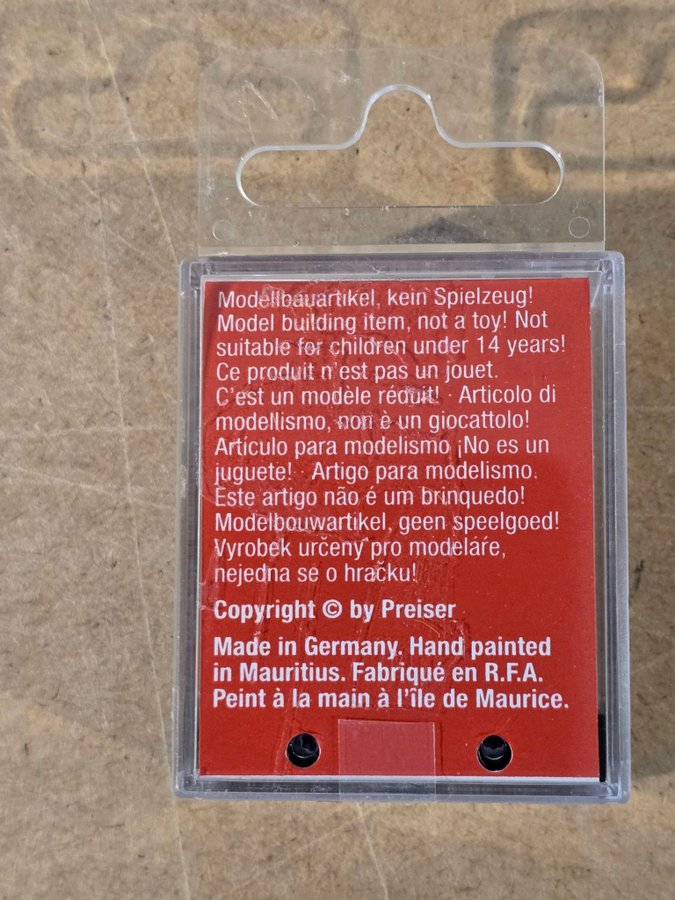 Modellbauartikel, kein Spielzeug!
Model building item, not a toy! Not
suitable for children under 14 years!
Ce produit n'est pas un jouet.
C'est un modèle réduit! · Articolo di
modellismo, non è un giocattolo!
Artículo para modelismo ¡No es un
juguete! · Artigo para modelismo.
Este artigo não é um brinquedo!
Modelbouwartikel, geen speelgoed!
Vyrobek určeny pro modeláře,
nejedna se o hračku!
Copyright © by Preiser
Made in Germany. Hand painted
in Mauritius. Fabriqué en R.F.A.
Peint à la main à l'île de Maurice.